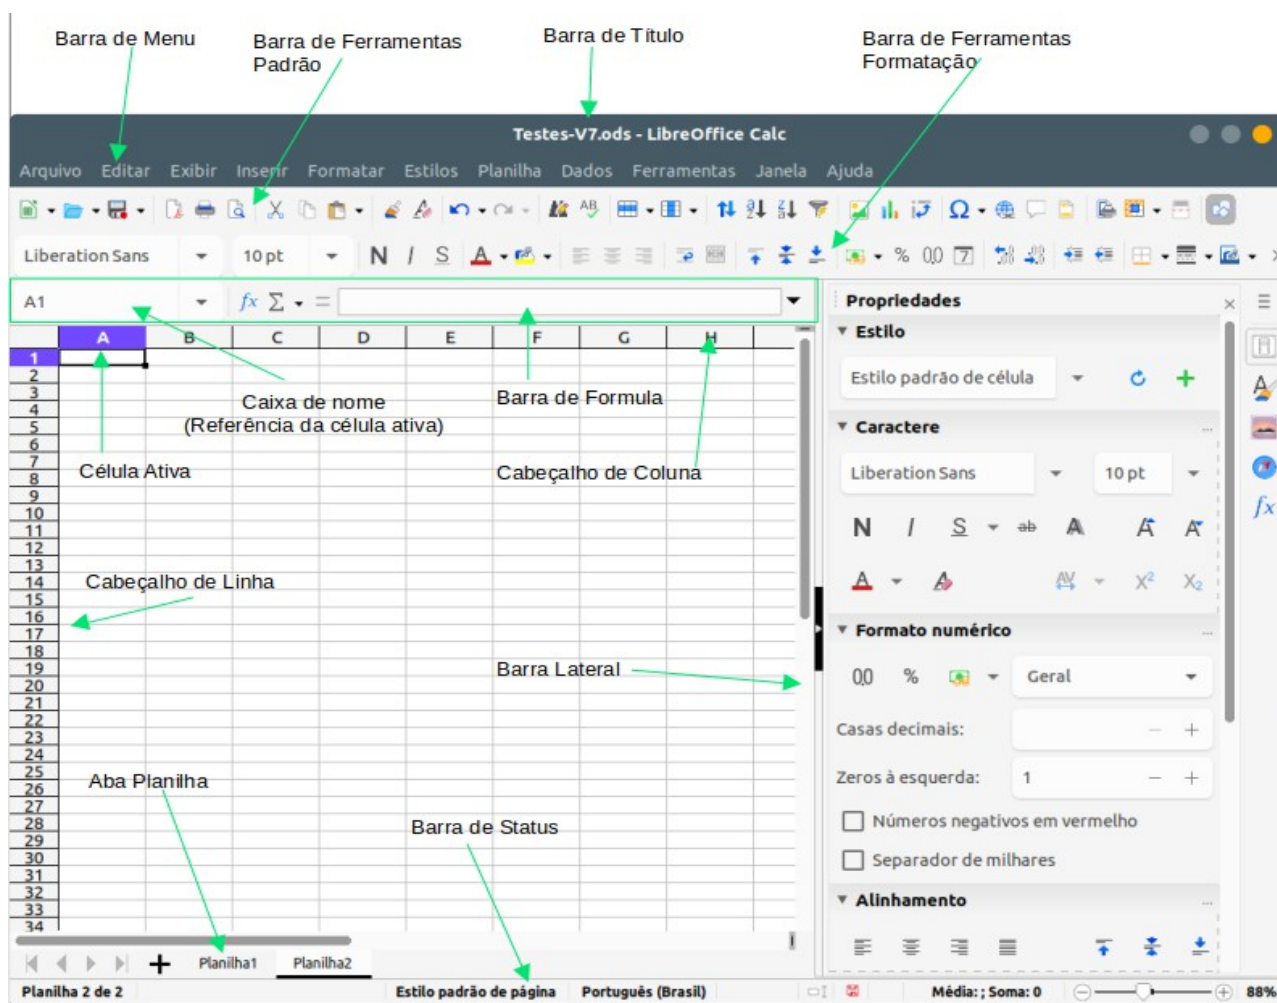 Barra de Menu
Barra de Ferramentas
Padrão
Barra de Título
Barra de Ferramentas
Formatação
Testes-V7.ods - LibreOffice Calc
Arquivo Editar Exibir Inserir Formatar Estilos Planilha Dados Ferramentas Janela Ajuda
Liberation Sans 10 pt N I S A % 0,0 7
A1 fx Σ =
Propriedades
A B C D E F G H
Estilo
Estilo padrão de célula
Caixa de nome
(Referência da célula ativa)
Barra de Formula
Caractere
Célula Ativa
Cabeçalho de Coluna
Liberation Sans 10 pt
N I S ab A A A
A A AV X² X₂
Cabeçalho de Linha
Formato numérico
Barra Lateral
0,0 % Geral
Casas decimais:
Zeros à esquerda: 1
Aba Planilha
Números negativos em vermelho
Barra de Status
Separador de milhares
Alinhamento
1
2
3
4
5
6
7
8
9
10
11
12
13
14
15
16
17
18
19
20
21
22
23
24
25
26
27
28
29
30
31
32
33
34
Planilha1 Planilha2
Planilha 2 de 2 Estilo padrão de página Português (Brasil) Média: ; Soma: 0 88%